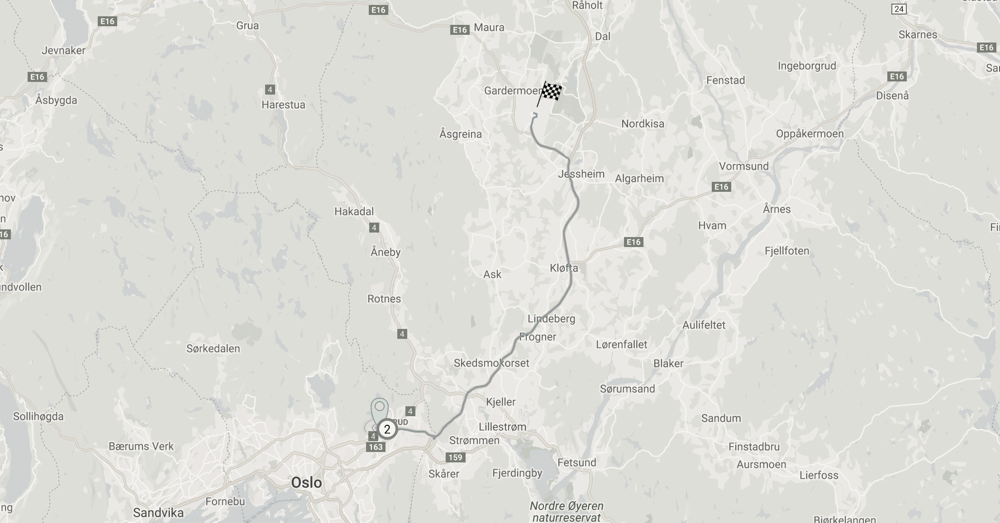 Råholt
24
E16
E16
Grua
E16
Maura
Dal
Skarnes
Jevnaker
E16
Ingeborgrud
E16
Fenstad
E16
4
Gardermoen
Åsbygda
Harestua
Disenå
Nordkisa
Åsgreina
Oppåkermoen
Vormsund
Jessheim
Algarheim
E16
Hakadal
Årnes
4
Hvam
E16
Åneby
Fjellfoten
Kløfta
Ask
Rotnes
Lindeberg
Aulifeltet
4
Frogner
Lørenfallet
Sørkedalen
Skedsmokorset
Blaker
Sørumsand
Kjeller
4
Sollihøgda
Sandum
RUD
2
Lillestrøm
4
Strømmen
Bærums Verk
163
Finstadbru
159
Fetsund
Aursmoen
Skårer
Fjerdingby
Lierfoss
Oslo
Fornebu
Sandvika
Nordre Øyeren
naturreservat
Bjørkelangen